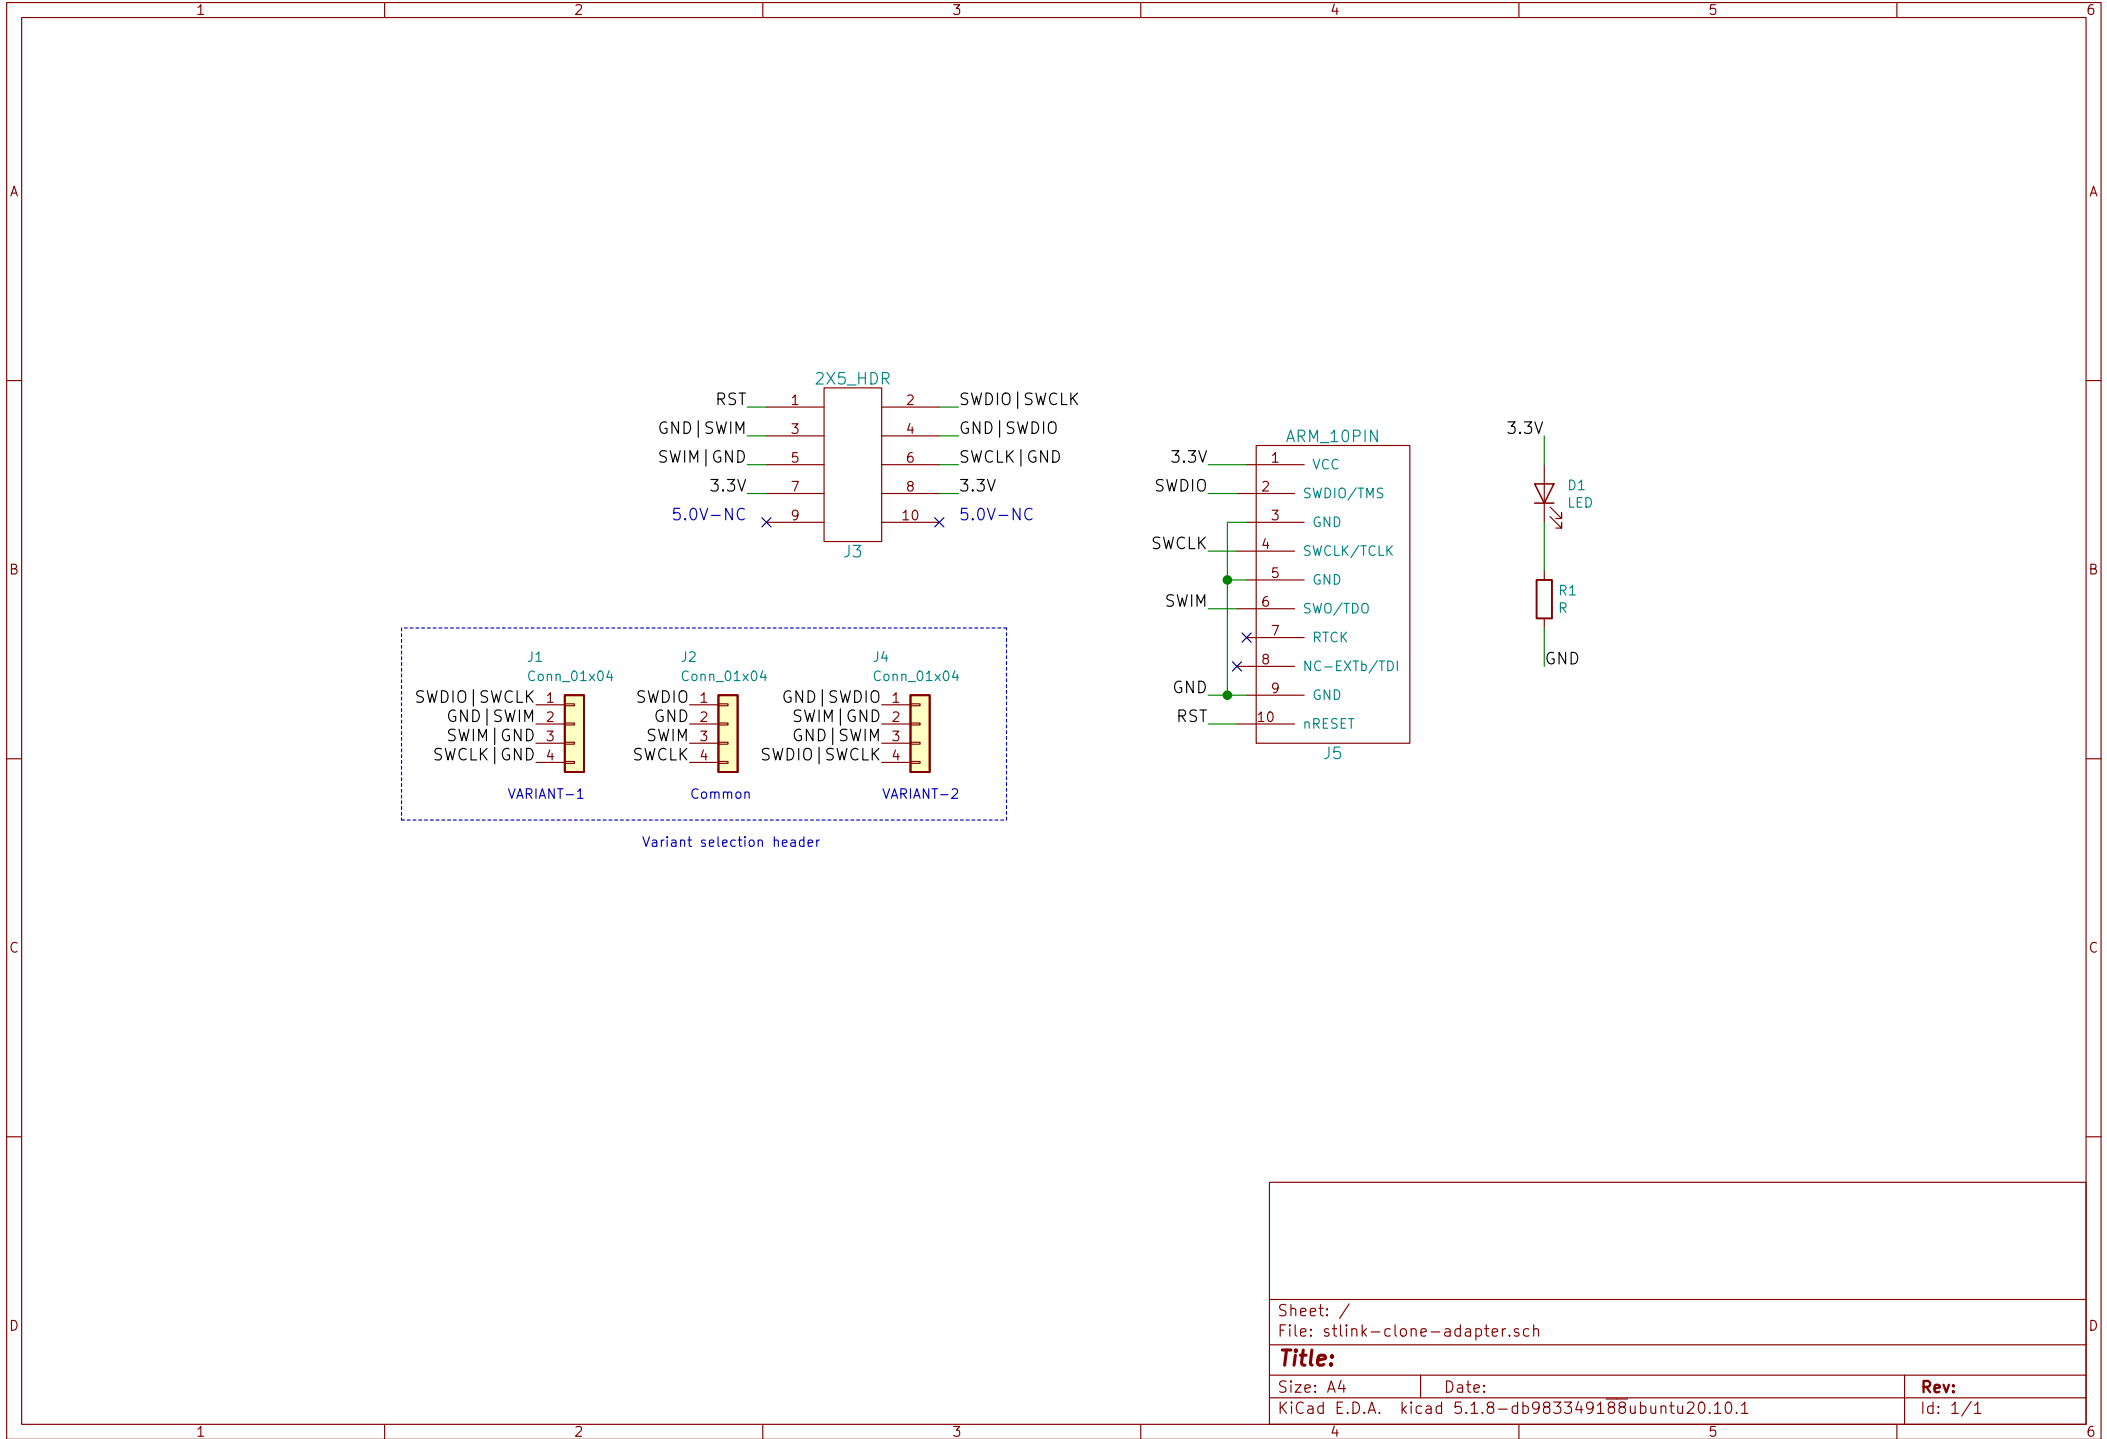 1 2 3 4 5 6
A A
2X5_HDR
RST 1 2 SWDIO|SWCLK
GND|SWIM 3 4 GND|SWDIO
SWIM|GND 5 6 SWCLK|GND
3.3V 7 8 3.3V
5.0V-NC 9 10 5.0V-NC
J3
ARM_10PIN
3.3V 1 VCC
SWDIO 2 SWDIO/TMS
3 GND
SWCLK 4 SWCLK/TCLK
5 GND
SWIM 6 SWO/TDO
7 RTCK
8 NC-EXTb/TDI
GND 9 GND
RST 10 nRESET
J5
3.3V
D1
LED
R1
R
GND
B B
J1
Conn_01x04
SWDIO|SWCLK 1
GND|SWIM 2
SWIM|GND 3
SWCLK|GND 4
VARIANT-1
J2
Conn_01x04
SWDIO 1
GND 2
SWIM 3
SWCLK 4
Common
J4
Conn_01x04
GND|SWDIO 1
SWIM|GND 2
GND|SWIM 3
SWDIO|SWCLK 4
VARIANT-2
Variant selection header
C C
D D
Sheet: /
File: stlink-clone-adapter.sch
Title:
Size: A4 Date: Rev:
KiCad E.D.A. kicad 5.1.8-db983349188ubuntu20.10.1 Id: 1/1
1 2 3 4 5 6